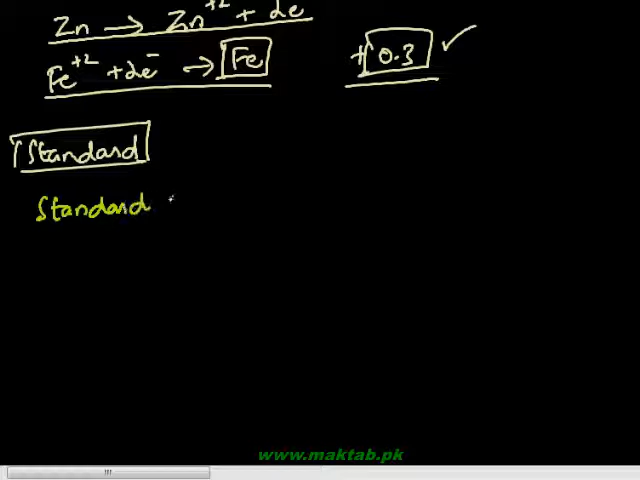 Zn → Zn+2 + 2e
Fe+2 + 2e− → Fe + 0.3 ✓
Standard
Standard
www.maktab.pk